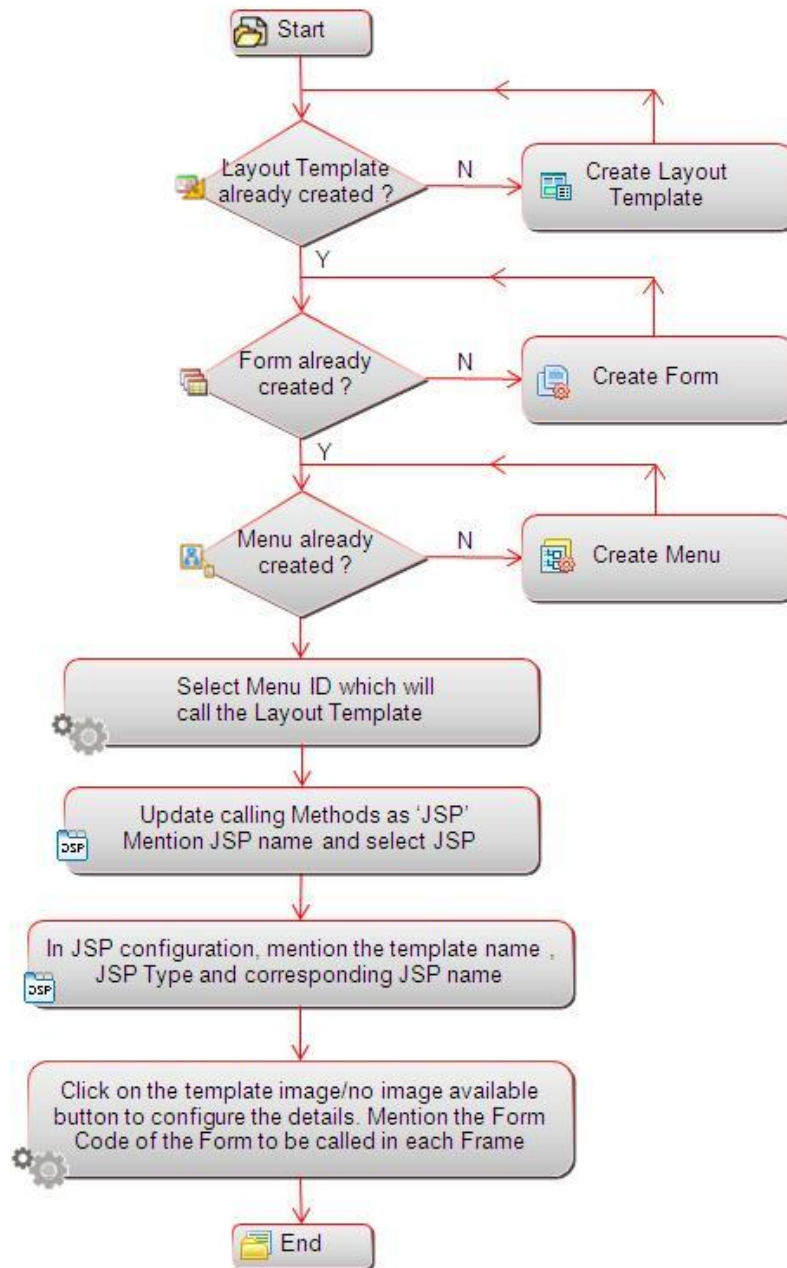 Start
Layout Template
already created ?
N
Create Layout
Template
Y
Form already
created ?
N
Create Form
Y
Menu already
created ?
N
Create Menu
Select Menu ID which will
call the Layout Template
Update calling Methods as ‘JSP’
Mention JSP name and select JSP
JSP
In JSP configuration, mention the template name ,
JSP Type and corresponding JSP name
JSP
Click on the template image/no image available
button to configure the details. Mention the Form
Code of the Form to be called in each Frame
End